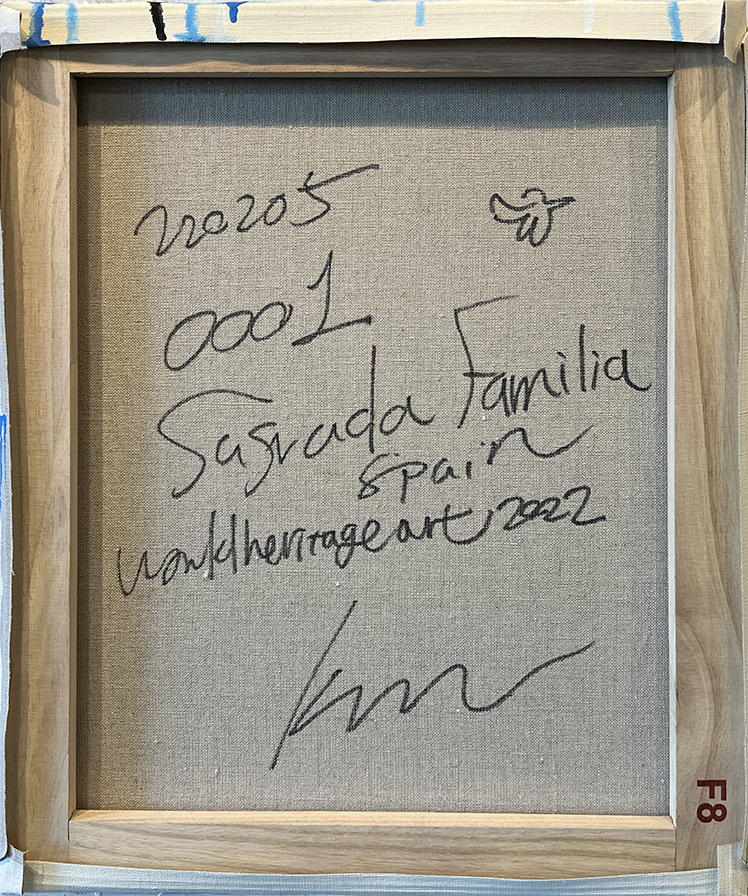 220205
0001
Sagrada Familia
Spain
worldheritageart 2022
F8